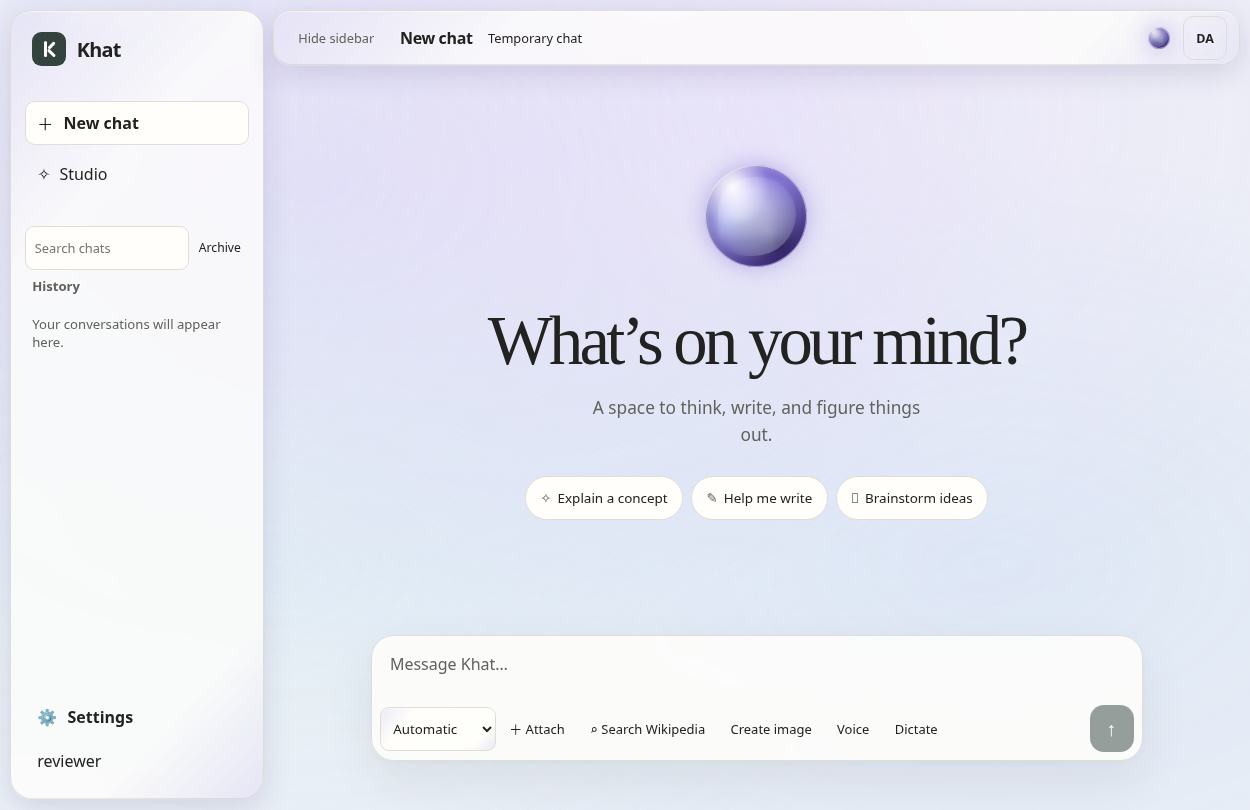 Khat
New chat
Studio
Search chats
Archive
History
Your conversations will appear
here.
Settings
reviewer
Hide sidebar
New chat
Temporary chat
DA
What’s on your mind?
A space to think, write, and figure things
out.
Explain a concept
Help me write
Brainstorm ideas
Message Khat...
Automatic
Attach
Search Wikipedia
Create image
Voice
Dictate